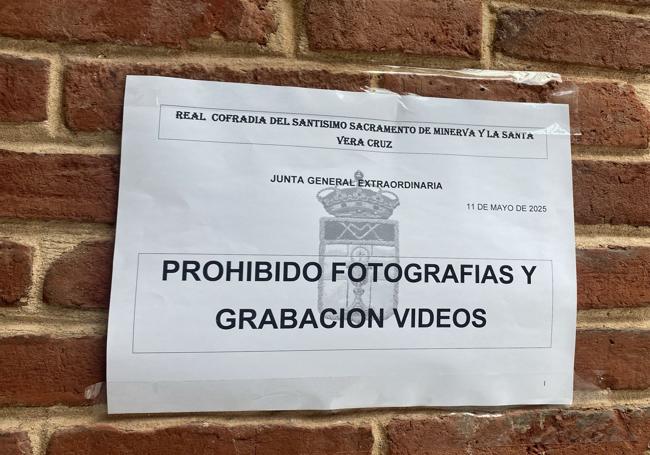 REAL COFRADIA DEL SANTISIMO SACRAMENTO DE MINERVA Y LA SANTA
VERA CRUZ
JUNTA GENERAL EXTRAORDINARIA
11 DE MAYO DE 2025
PROHIBIDO FOTOGRAFIAS Y
GRABACION VIDEOS